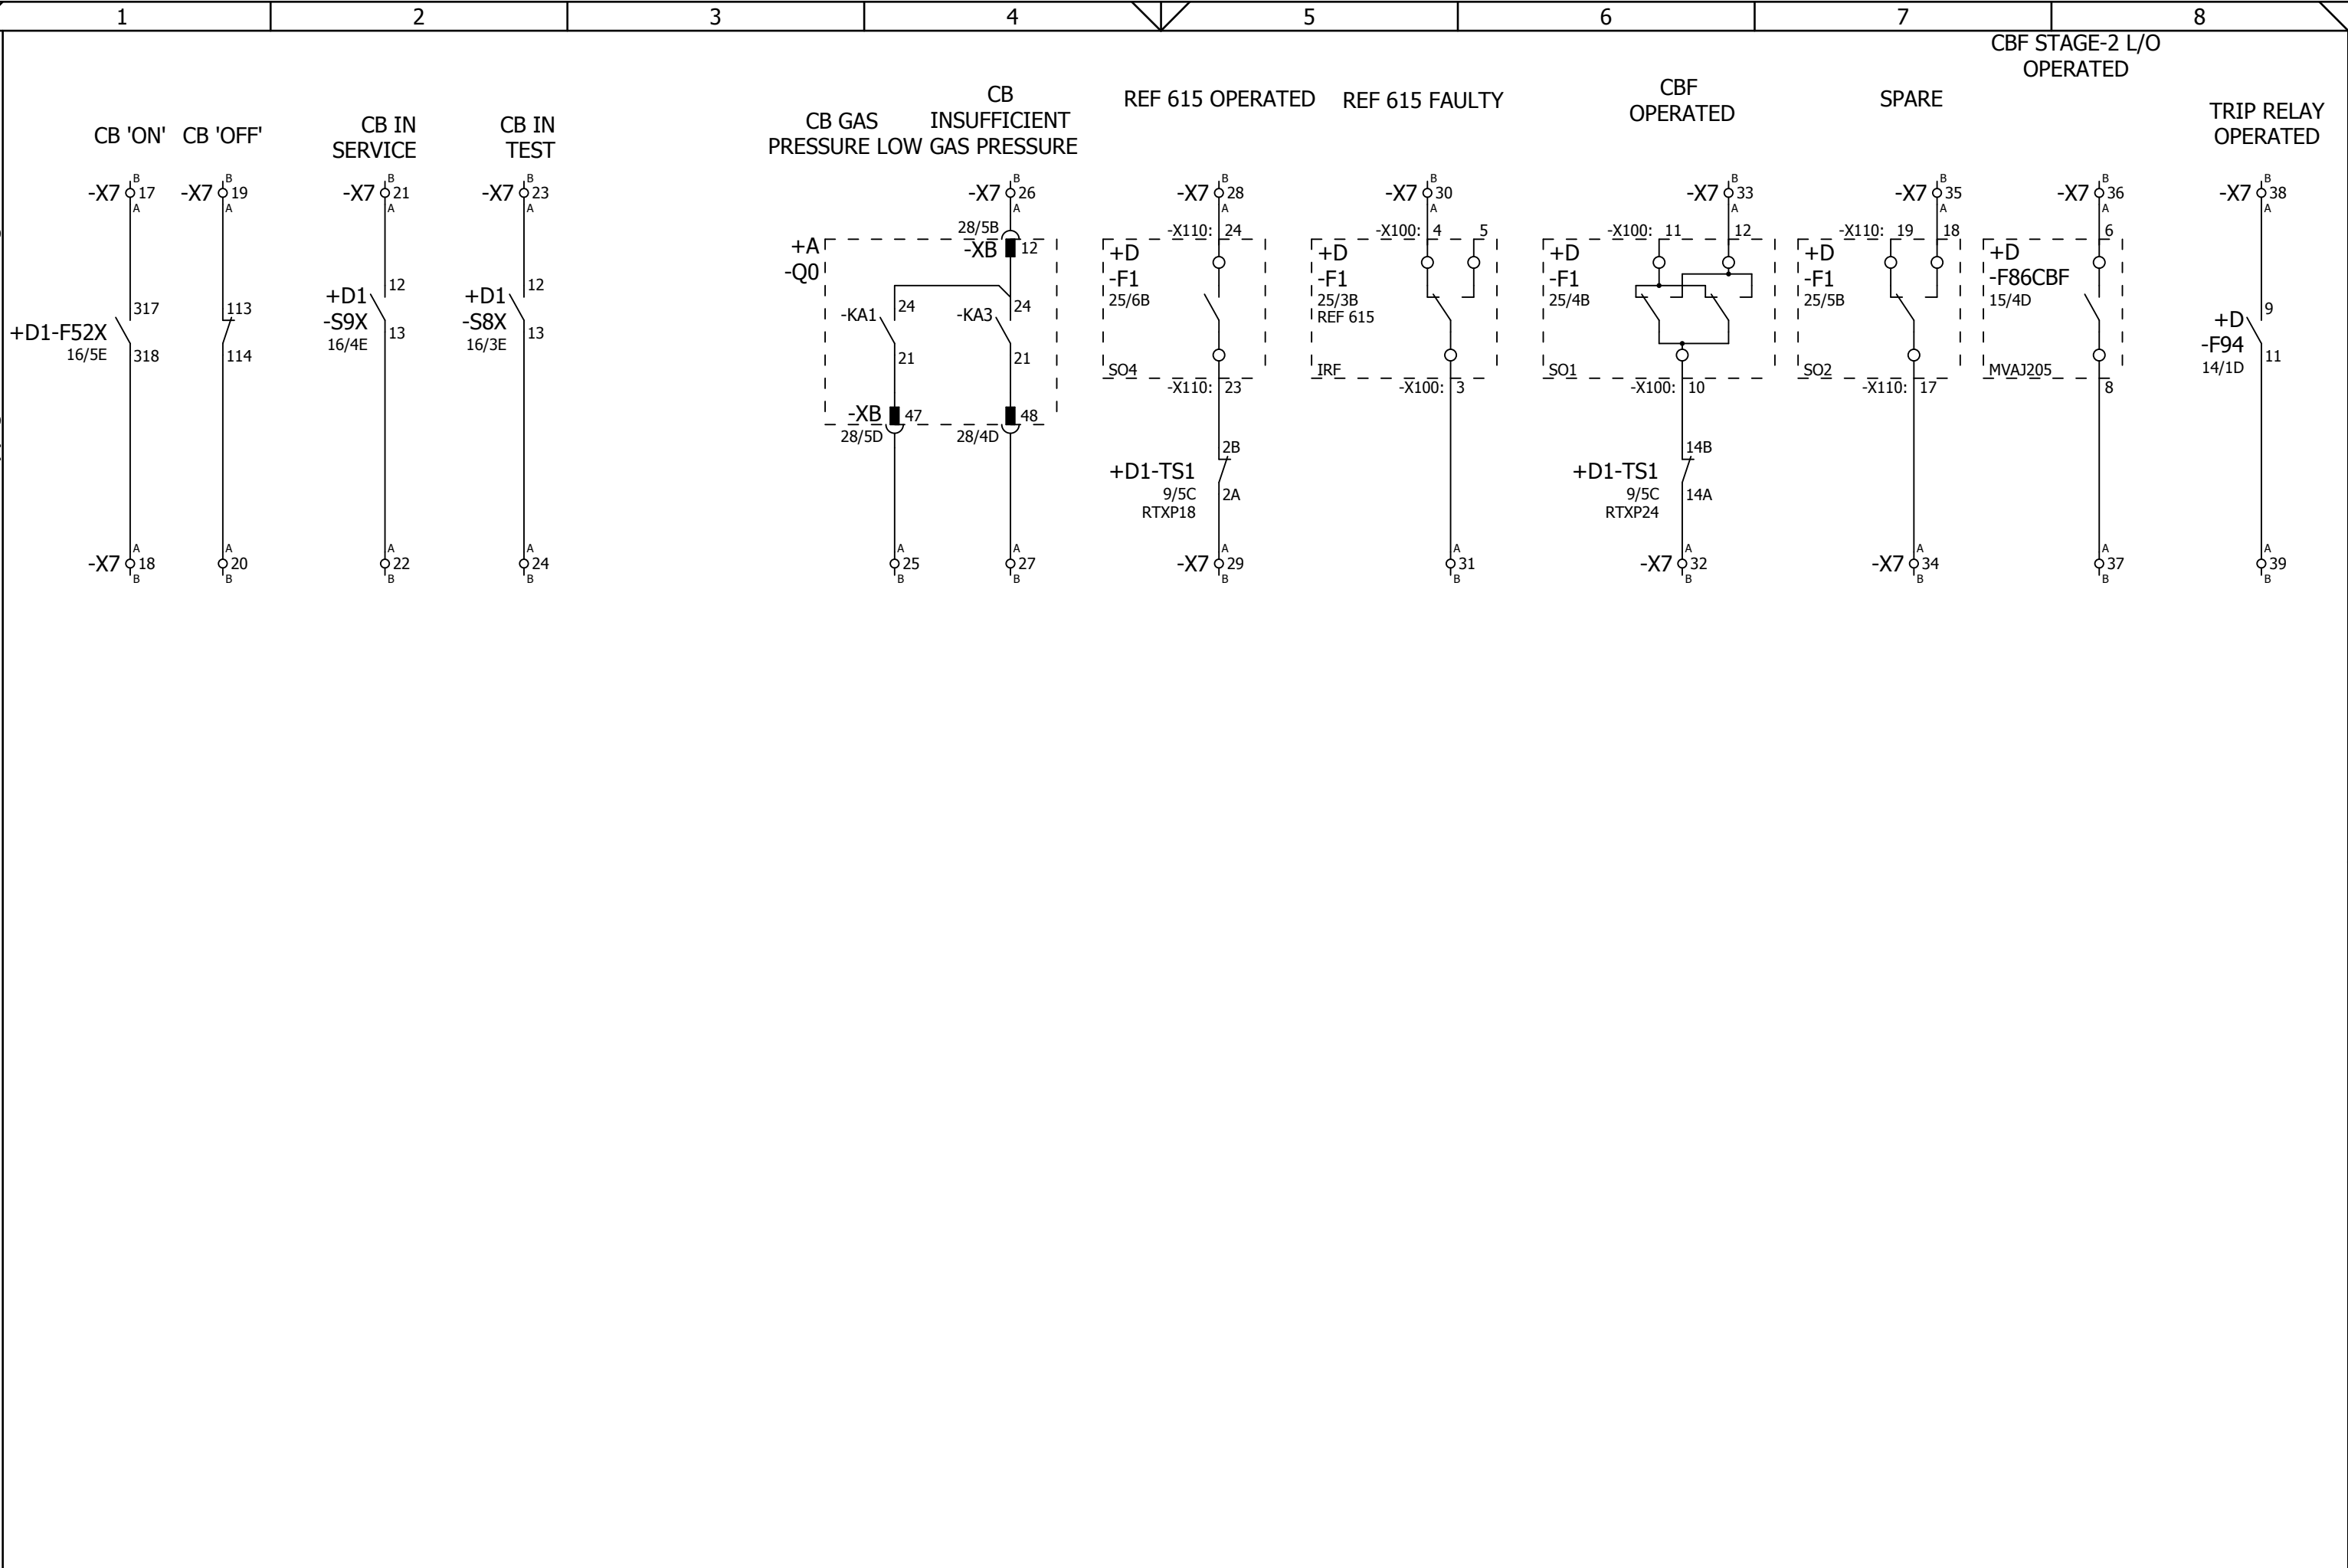 1 2 3 4 5 6 7 8
CBF STAGE-2 L/O
OPERATED
CB 'ON' CB 'OFF'
CB IN
SERVICE
CB IN
TEST
CB GAS
PRESSURE LOW
CB
INSUFFICIENT
GAS PRESSURE
REF 615 OPERATED
REF 615 FAULTY
CBF
OPERATED
SPARE
TRIP RELAY
OPERATED
B
-X7 17
A
317
+D1-F52X
16/5E
318
A
-X7 18
B
B
-X7 19
A
113
114
A
20
B
B
-X7 21
A
12
+D1
-S9X
16/4E
13
A
22
B
B
-X7 23
A
12
+D1
-S8X
16/3E
13
A
24
B
B
-X7 26
A
28/5B
+A
-Q0
-XB 12
24
-KA1
21
24
-KA3
21
-XB 47
28/5D
48
28/4D
A
25
B
A
27
B
B
-X7 28
A
-X110: 24
+D
-F1
25/6B
SO4
-X110: 23
2B
+D1-TS1
9/5C
2A
RTXP18
A
-X7 29
B
B
-X7 30
A
-X100: 4 5
+D
-F1
25/3B
REF 615
IRF
-X100: 3
A
31
B
B
-X7 33
A
-X100: 11 12
+D
-F1
25/4B
SO1
-X100: 10
14B
+D1-TS1
9/5C
14A
RTXP24
A
-X7 32
B
B
-X7 35
A
-X110: 19 18
+D
-F1
25/5B
SO2
-X110: 17
A
-X7 34
B
B
-X7 36
A
6
+D
-F86CBF
15/4D
MVAJ205
8
A
37
B
B
-X7 38
A
9
+D
-F94
14/1D
11
A
39
B